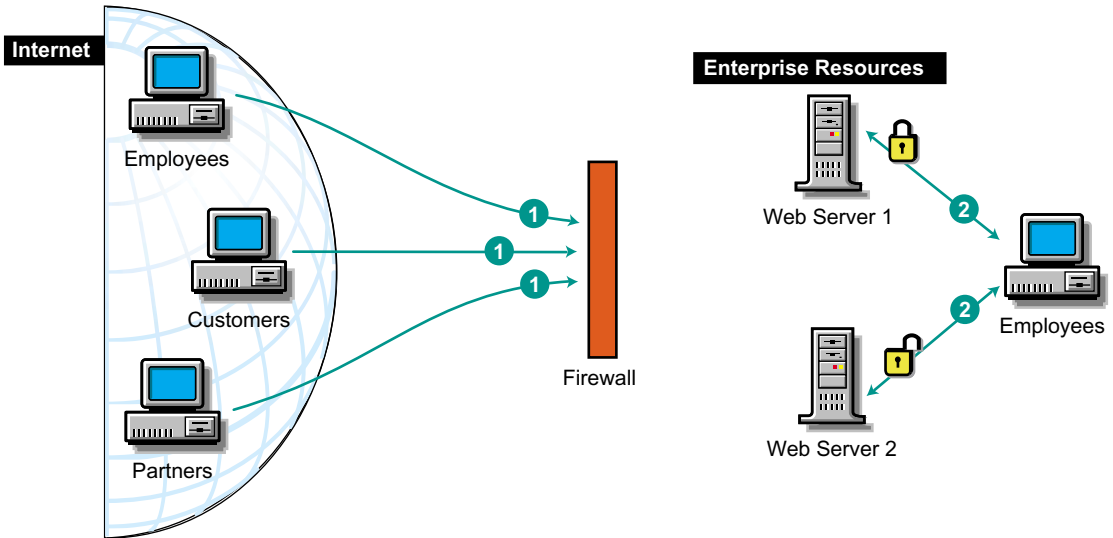 Internet
Employees
Customers
Partners
1
1
1
Firewall
Enterprise Resources
Web Server 1
2
Employees
2
Web Server 2